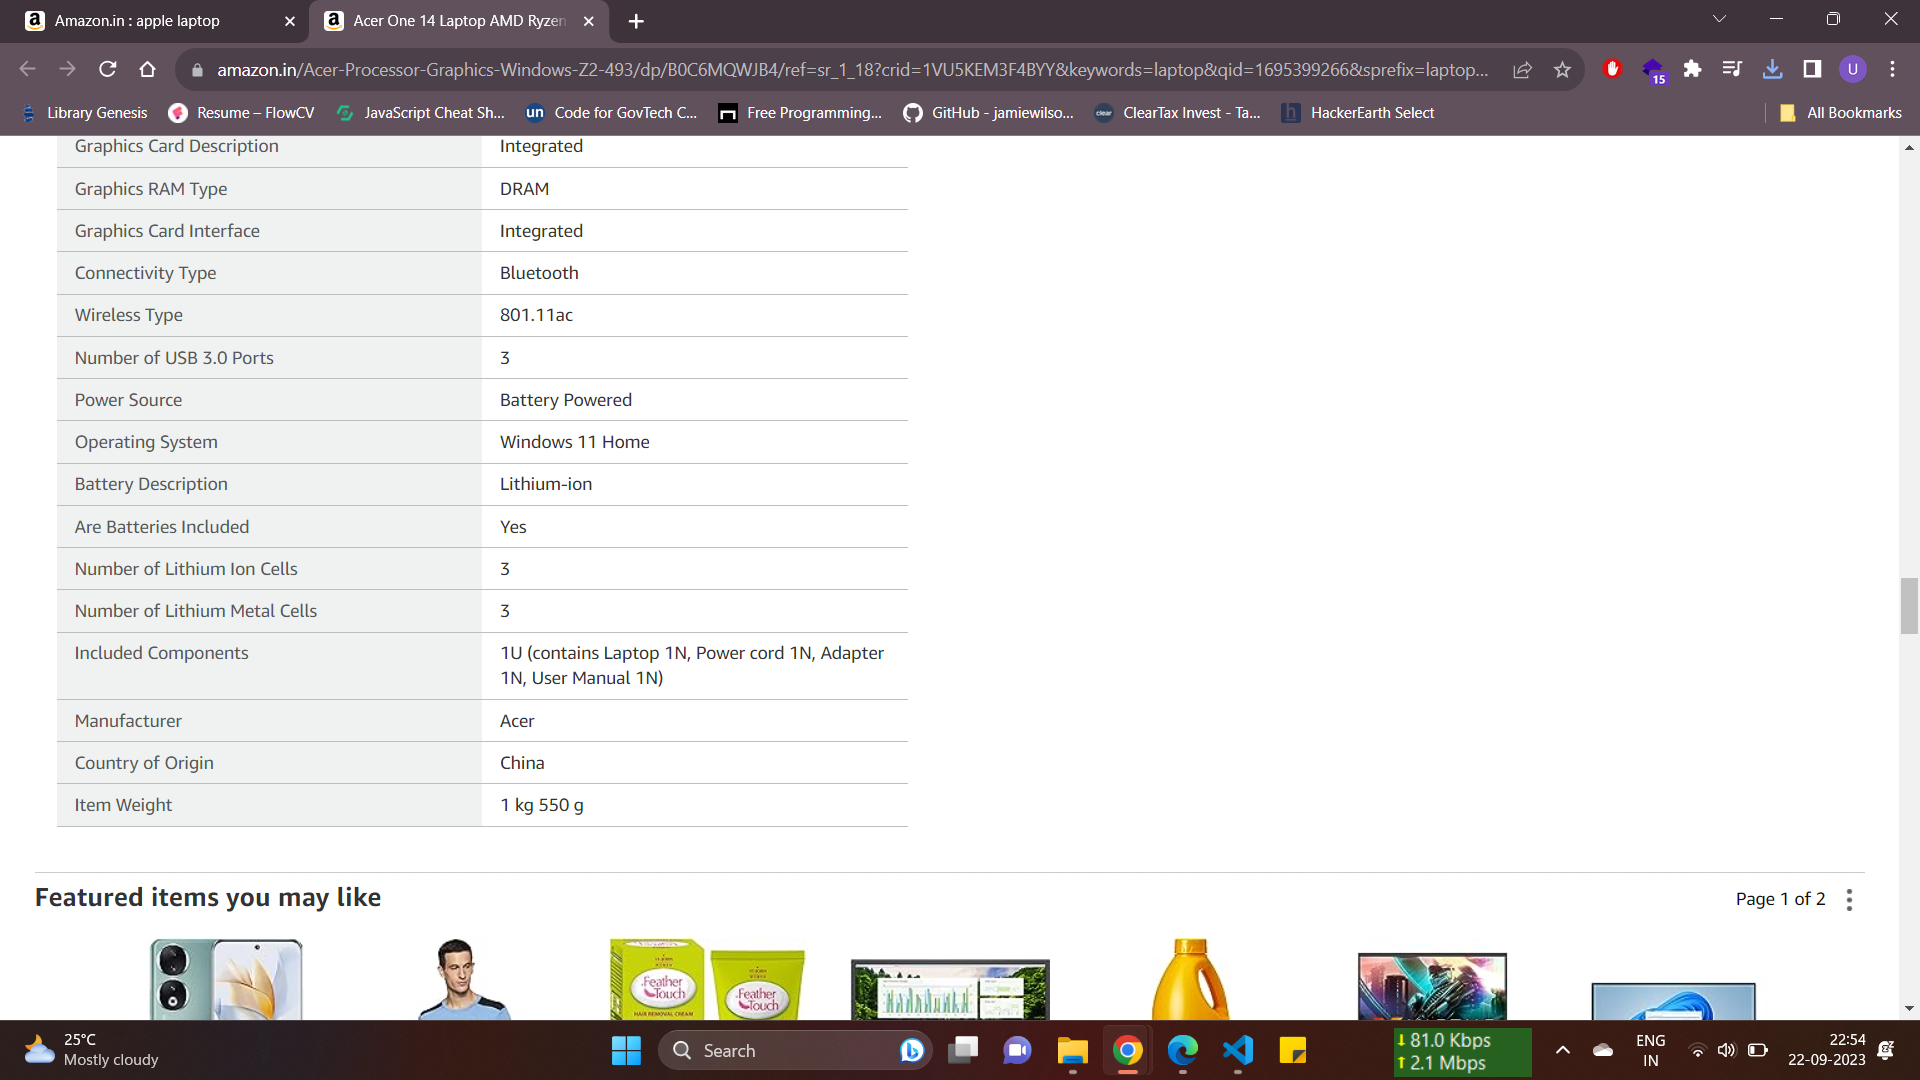 Amazon.in : apple laptop
Acer One 14 Laptop AMD Ryzen
amazon.in/Acer-Processor-Graphics-Windows-Z2-493/dp/B0C6MQWJB4/ref=sr_1_18?crid=1VU5KEM3F4BYY&keywords=laptop&qid=1695399266&sprefix=laptop...
15
U
Library Genesis
Resume – FlowCV
JavaScript Cheat Sh...
un
Code for GovTech C...
Free Programming...
GitHub - jamiewilso...
clear
ClearTax Invest - Ta...
h
HackerEarth Select
All Bookmarks
Graphics Card Description Integrated
Graphics RAM Type DRAM
Graphics Card Interface Integrated
Connectivity Type Bluetooth
Wireless Type 801.11ac
Number of USB 3.0 Ports 3
Power Source Battery Powered
Operating System Windows 11 Home
Battery Description Lithium-ion
Are Batteries Included Yes
Number of Lithium Ion Cells 3
Number of Lithium Metal Cells 3
Included Components 1U (contains Laptop 1N, Power cord 1N, Adapter
1N, User Manual 1N)
Manufacturer Acer
Country of Origin China
Item Weight 1 kg 550 g
Featured items you may like
Page 1 of 2
Feather
Touch
HAIR REMOVAL CREAM
Feather
Touch
25°C
Mostly cloudy
Search
81.0 Kbps
2.1 Mbps
ENG
IN
22:54
22-09-2023